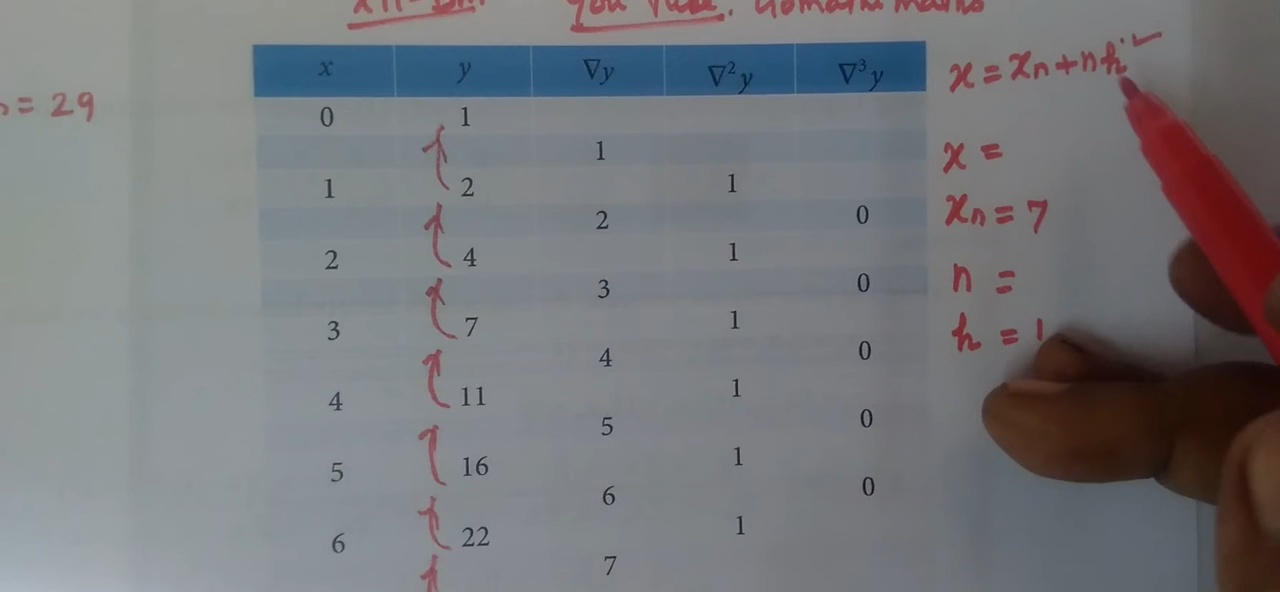 You Tube.
= 29
x y ∇y ∇²y ∇³y
x = xn + nh
0 1
1
1 2 1
2 0
2 4 1
3 0
3 7 1
4 0
4 11 1
5 0
5 16 1
6 0
6 22 1
7
x =
xn = 7
n =
h = 1